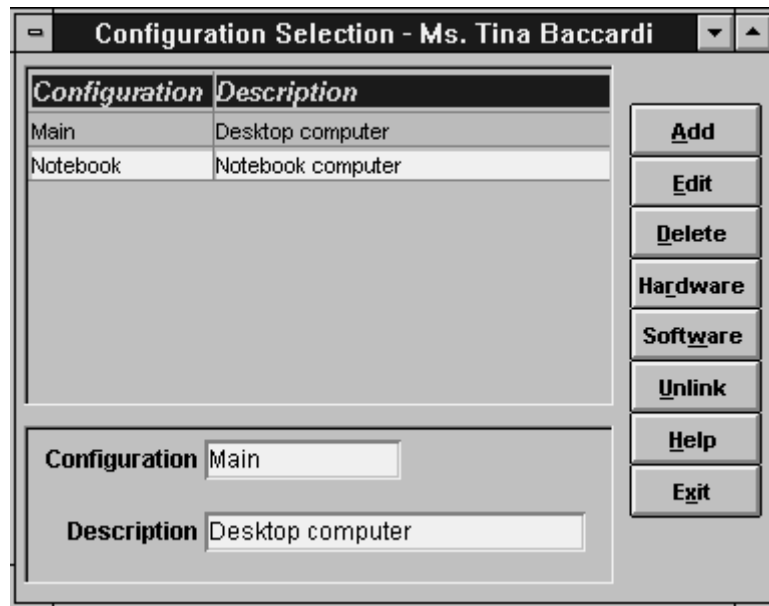 Configuration Selection - Ms. Tina Baccardi
Configuration Description
Main Desktop computer
Notebook Notebook computer
Add
Edit
Delete
Hardware
Software
Unlink
Help
Exit
Configuration Main
Description Desktop computer